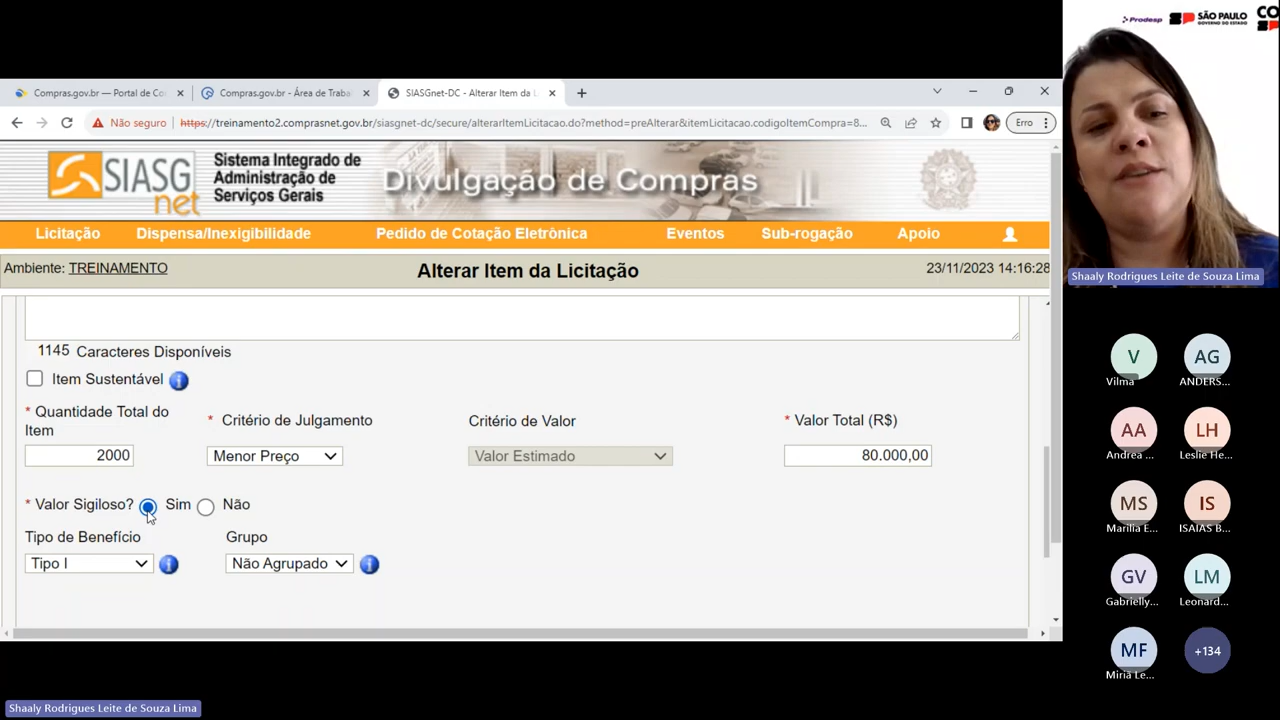 Prodesp
SÃO PAULO
GOVERNO DO ESTADO
CO
Compras.gov.br — Portal de Co
Compras.gov.br - Área de Traba
SIASGnet-DC - Alterar Item da L
Não seguro
https://treinamento2.comprasnet.gov.br/siasgnet-dc/secure/alterarItemLicitacao.do?method=preAlterar&itemLicitacao.codigoItemCompra=8...
Erro
SIASG
net
Sistema Integrado de
Administração de
Serviços Gerais
Divulgação de Compras
Licitação Dispensa/Inexigibilidade Pedido de Cotação Eletrônica Eventos Sub-rogação Apoio
Ambiente: TREINAMENTO
Alterar Item da Licitação
23/11/2023 14:16:28
1145 Caracteres Disponíveis
Item Sustentável
* Quantidade Total do
Item
* Critério de Julgamento
Critério de Valor
* Valor Total (R$)
2000
Menor Preço
Valor Estimado
80.000,00
* Valor Sigiloso? Sim Não
Tipo de Benefício
Grupo
Tipo I
Não Agrupado
Shaaly Rodrigues Leite de Souza Lima
V
Vilma
AG
ANDERS...
AA
Andrea ...
LH
Leslie He...
MS
Marilia E...
IS
ISAIAS B...
GV
Gabrielly...
LM
Leonard...
MF
Miriã Le...
+134
Shaaly Rodrigues Leite de Souza Lima